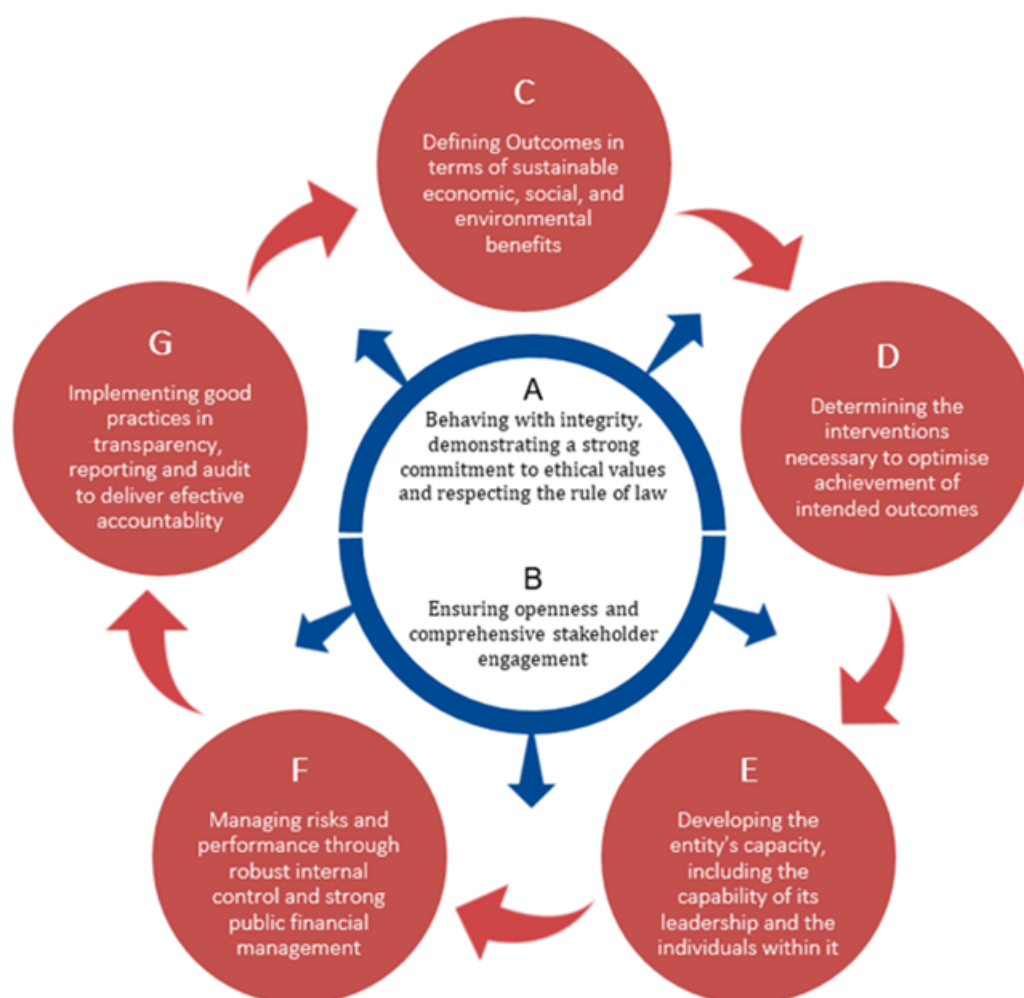 C
Defining Outcomes in
terms of sustainable
economic, social, and
environmental
benefits
G
Implementing good
practices in
transparency,
reporting and audit
to deliver efective
accountablity
A
Behaving with integrity,
demonstrating a strong
commitment to ethical values
and respecting the rule of law
D
Determining the
interventions
necessary to optimise
achievement of
intended outcomes
B
Ensuring openness and
comprehensive stakeholder
engagement
F
Managing risks and
performance through
robust internal
control and strong
public financial
management
E
Developing the
entity's capacity,
including the
capability of its
leadership and the
individuals within it